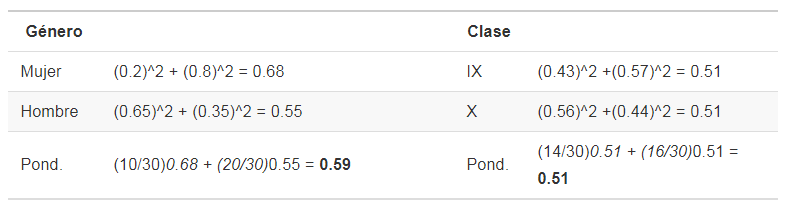 Género Clase
Mujer (0.2)^2 + (0.8)^2 = 0.68 IX (0.43)^2 +(0.57)^2 = 0.51
Hombre (0.65)^2 + (0.35)^2 = 0.55 X (0.56)^2 +(0.44)^2 = 0.51
Pond. (10/30)0.68 + (20/30)0.55 = 0.59 Pond. (14/30)0.51 + (16/30)0.51 =
0.51